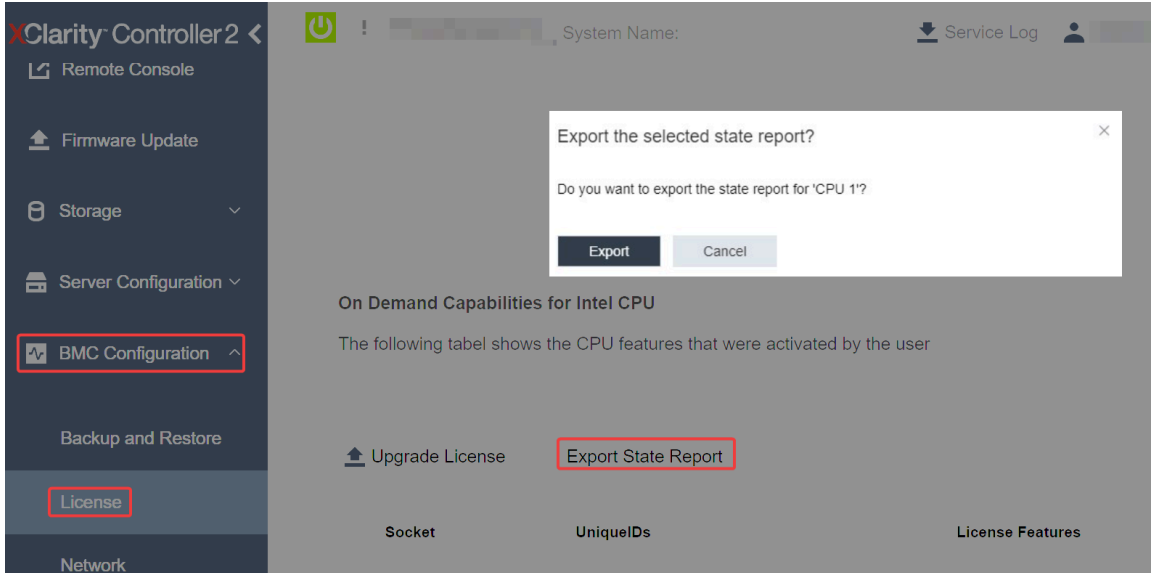 XClarity Controller 2
System Name:
Service Log
Remote Console
Firmware Update
Storage
Server Configuration
BMC Configuration
Backup and Restore
License
Network
Export the selected state report?
Do you want to export the state report for 'CPU 1'?
Export
Cancel
On Demand Capabilities for Intel CPU
The following tabel shows the CPU features that were activated by the user
Upgrade License
Export State Report
Socket
UniqueIDs
License Features